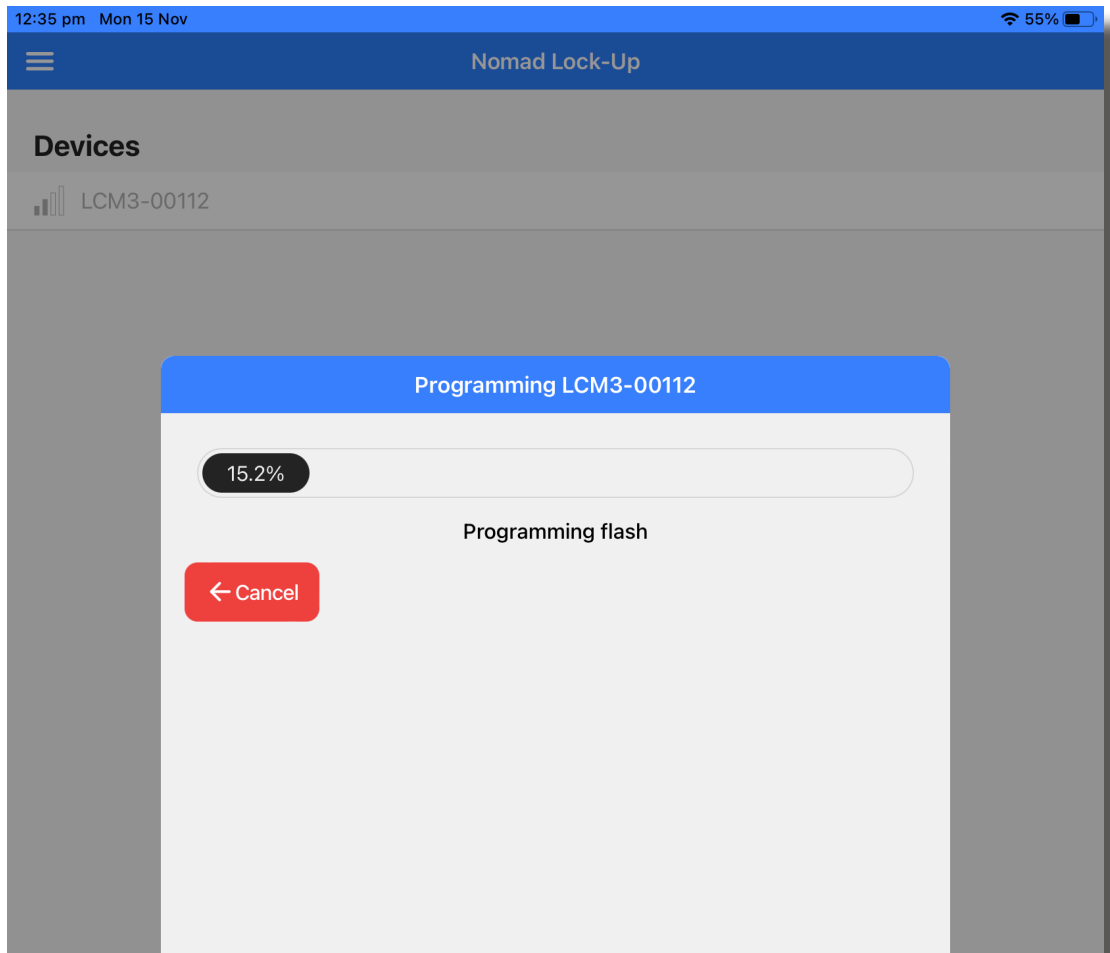 12:35 pm Mon 15 Nov 55%
Nomad Lock-Up
Devices
LCM3-00112
Programming LCM3-00112
15.2%
Programming flash
Cancel